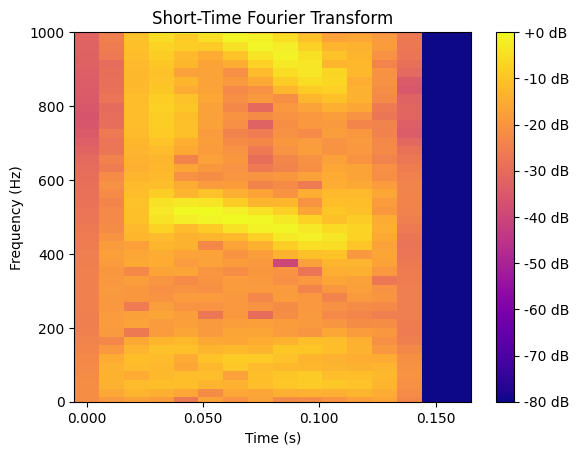 Short-Time Fourier Transform
1000
800
600
400
200
0
Frequency (Hz)
0.000
0.050
0.100
0.150
Time (s)
+0 dB
-10 dB
-20 dB
-30 dB
-40 dB
-50 dB
-60 dB
-70 dB
-80 dB